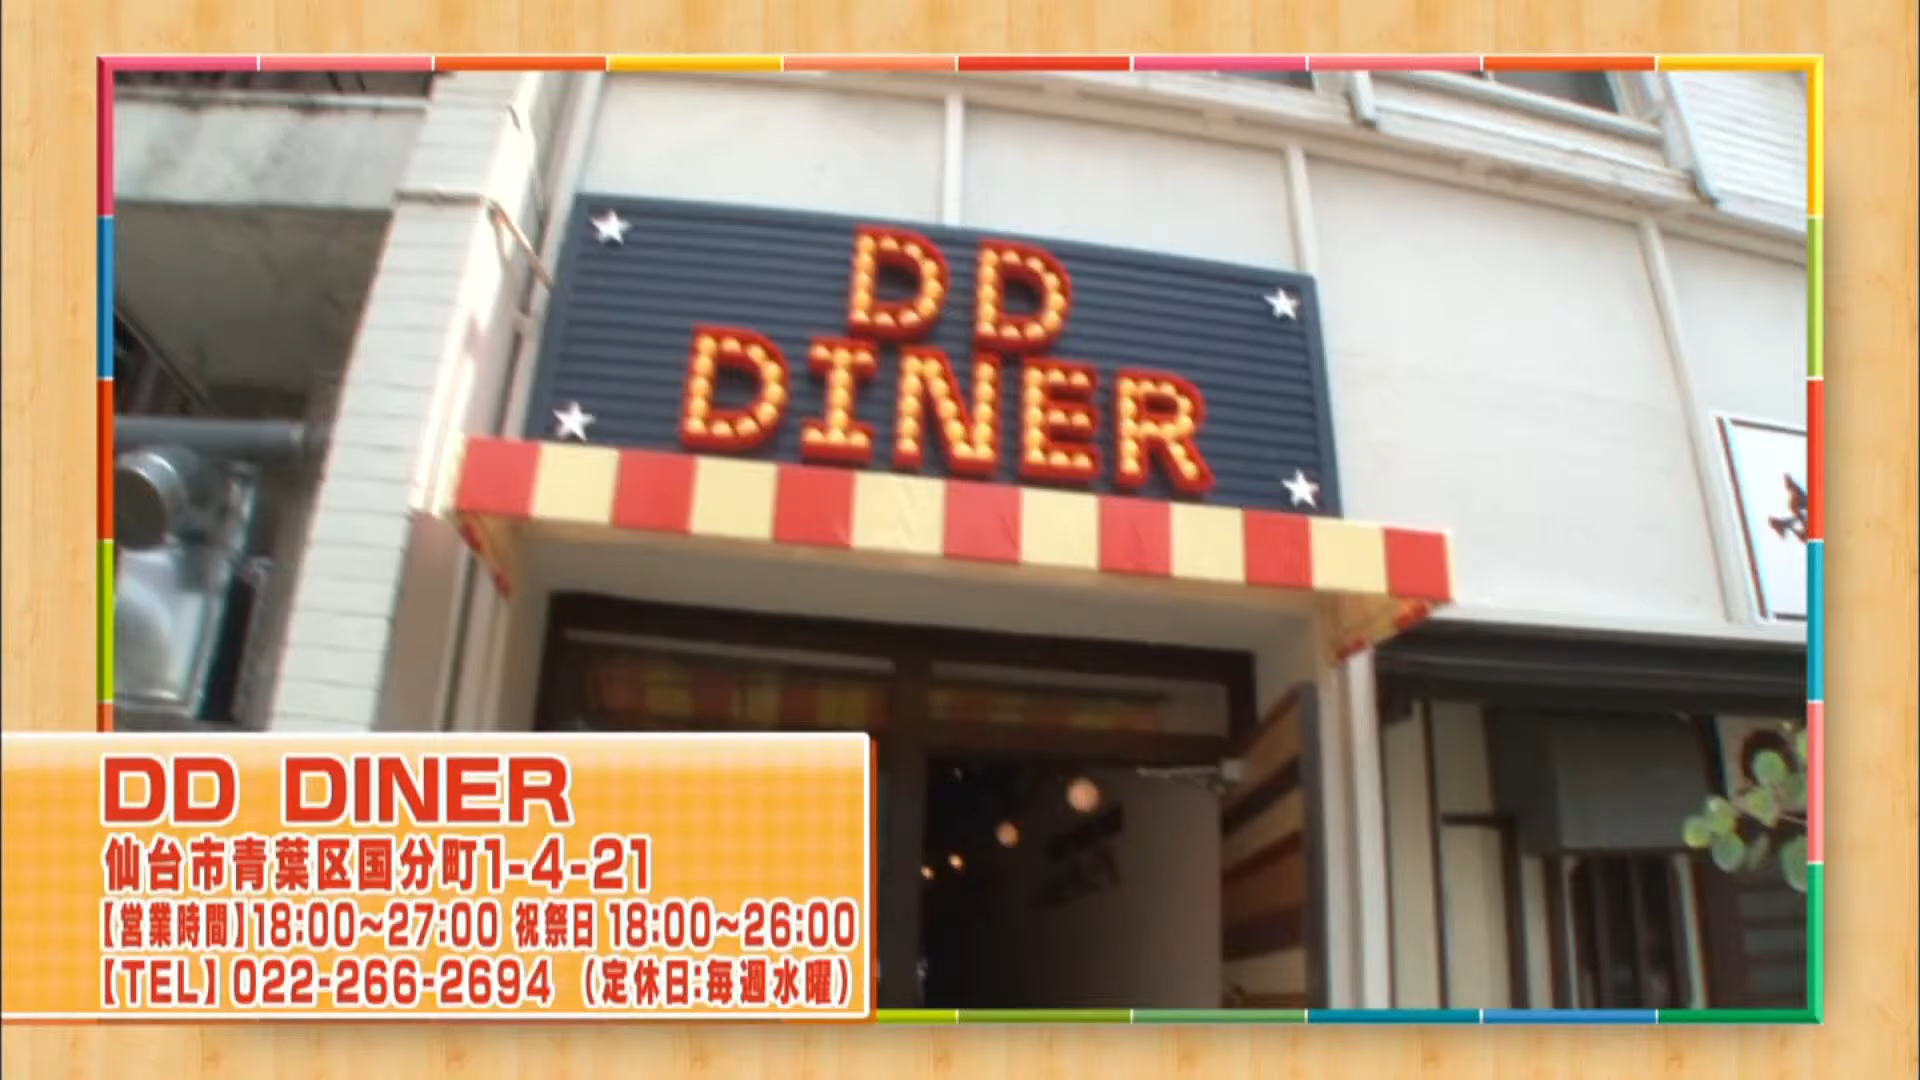 DD
DINER
DD DINER
仙台市青葉区国分町1-4-21
【営業時間】18:00~27:00 祝祭日 18:00~26:00
【TEL】022-266-2694 (定休日:毎週水曜)